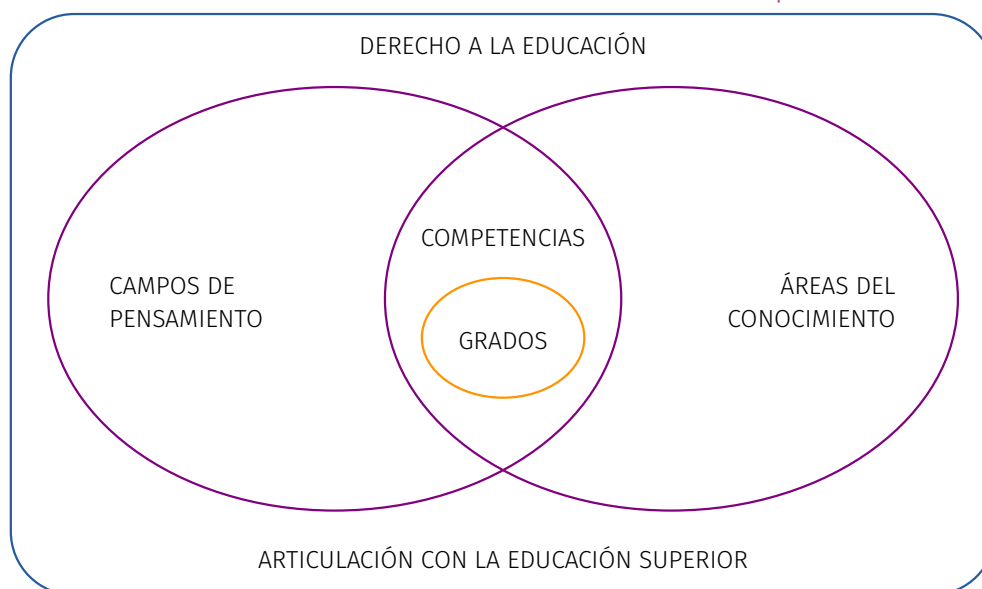 DERECHO A LA EDUCACIÓN
COMPETENCIAS
CAMPOS DE
PENSAMIENTO
ÁREAS DEL
CONOCIMIENTO
GRADOS
ARTICULACIÓN CON LA EDUCACIÓN SUPERIOR